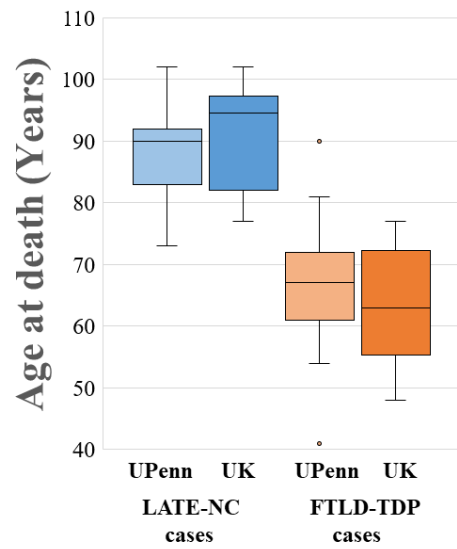 Age at death (Years)
110
100
90
80
70
60
50
40
UPenn UK UPenn UK
LATE-NC FTLD-TDP
cases cases